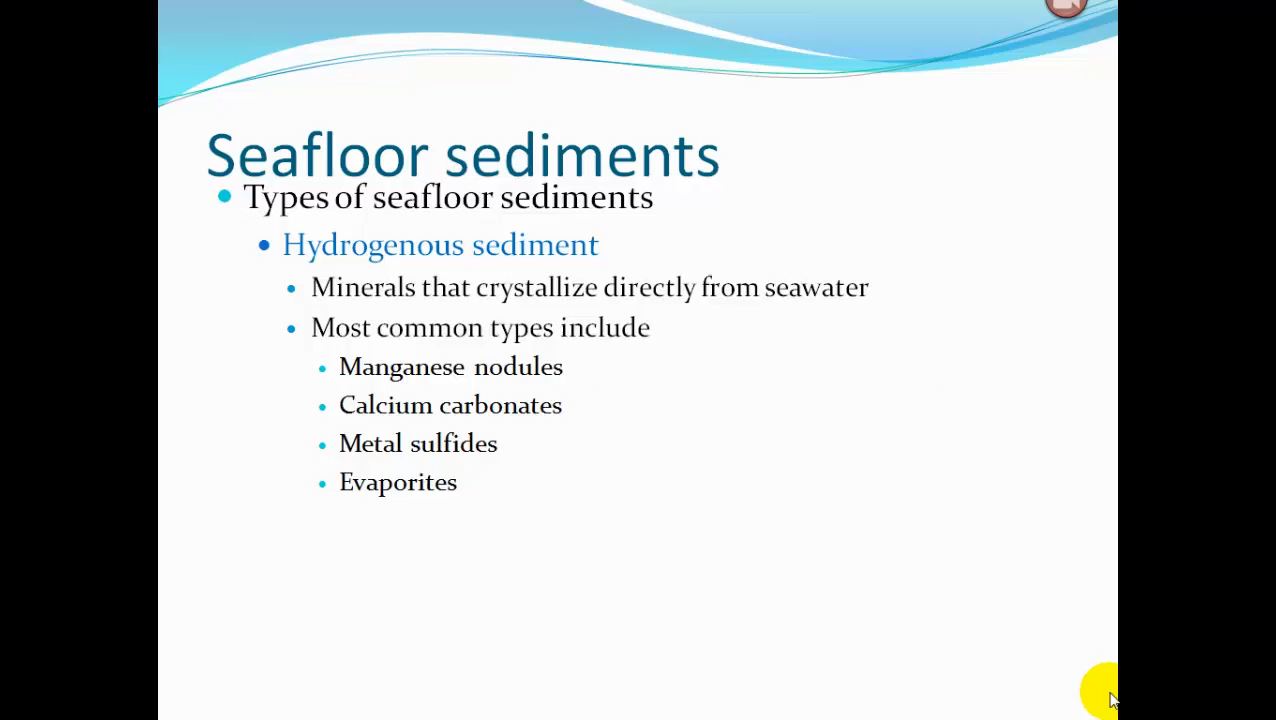 Seafloor sediments
Types of seafloor sediments
Hydrogenous sediment
Minerals that crystallize directly from seawater
Most common types include
Manganese nodules
Calcium carbonates
Metal sulfides
Evaporites